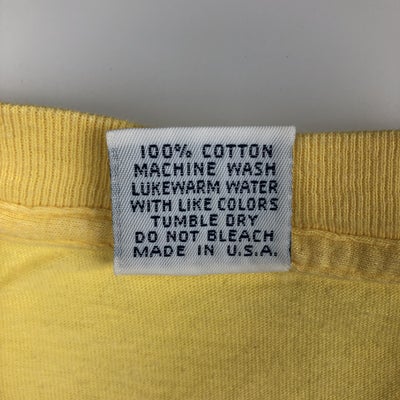 100% COTTON
MACHINE WASH
LUKEWARM WATER
WITH LIKE COLORS
TUMBLE DRY
DO NOT BLEACH
MADE IN U.S.A.